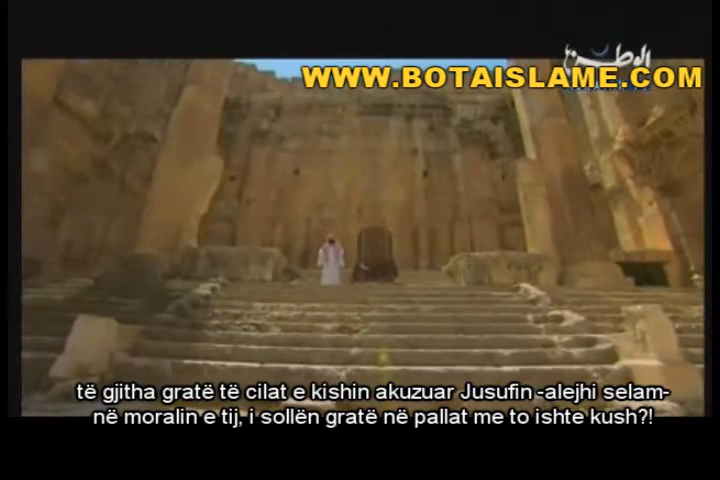 الوطن
WWW.BOTAISLAME.COM
të gjitha gratë të cilat e kishin akuzuar Jusufin -alejhi selam-
në moralin e tij, i sollën gratë në pallat me to ishte kush?!